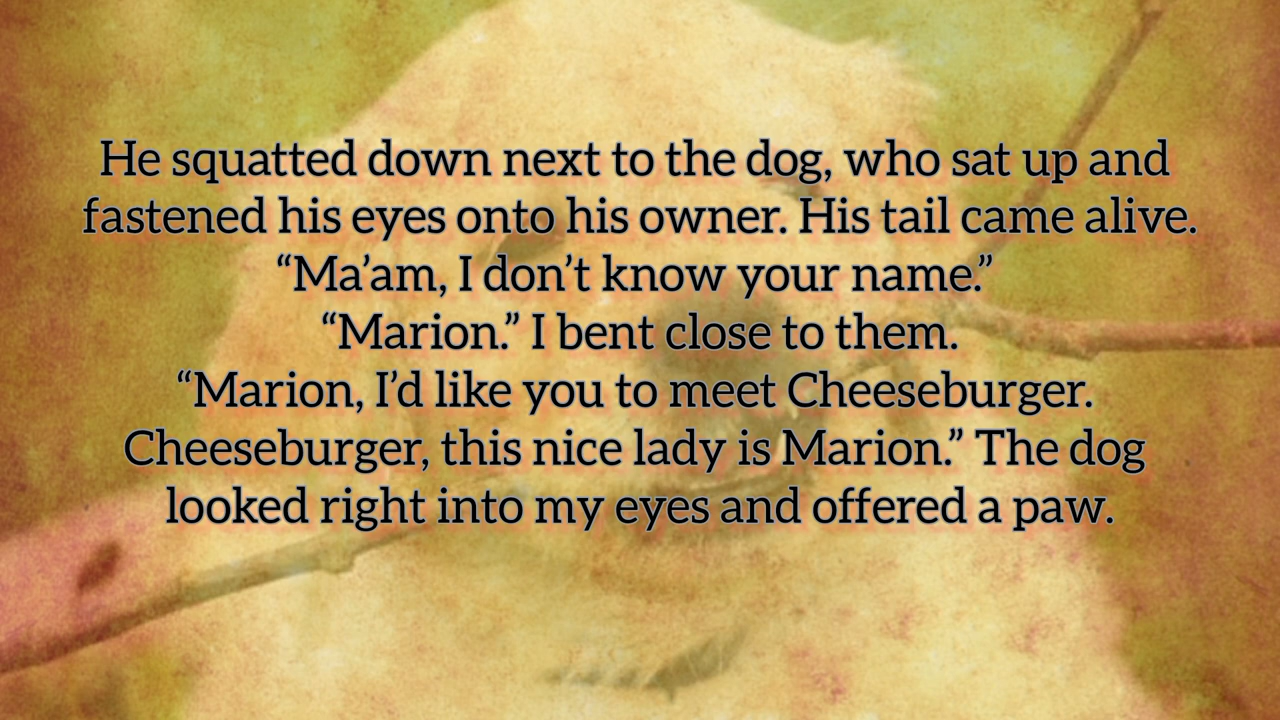 He squatted down next to the dog, who sat up and
fastened his eyes onto his owner. His tail came alive.
“Ma’am, I don’t know your name.”
“Marion.” I bent close to them.
“Marion, I’d like you to meet Cheeseburger.
Cheeseburger, this nice lady is Marion.” The dog
looked right into my eyes and offered a paw.